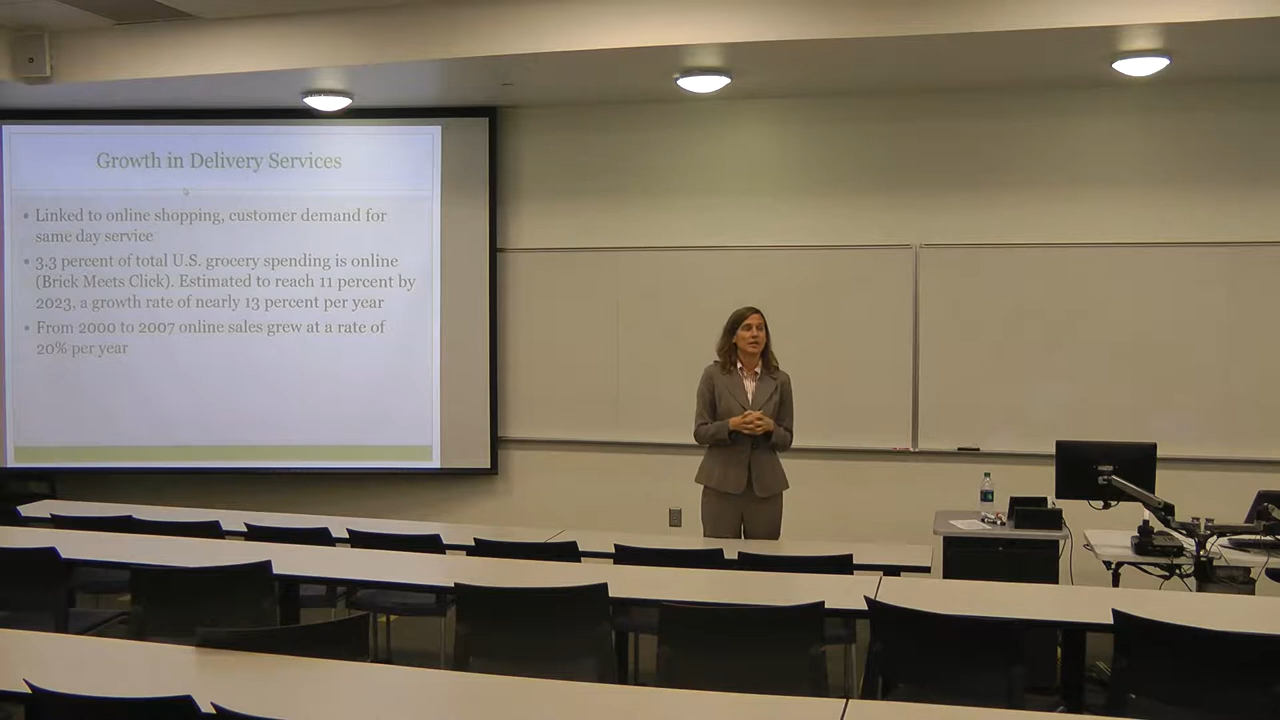 Growth in Delivery Services
• Linked to online shopping, customer demand for
same day service
• 3.3 percent of total U.S. grocery spending is online
(Brick Meets Click). Estimated to reach 11 percent by
2023, a growth rate of nearly 13 percent per year
• From 2000 to 2007 online sales grew at a rate of
20% per year